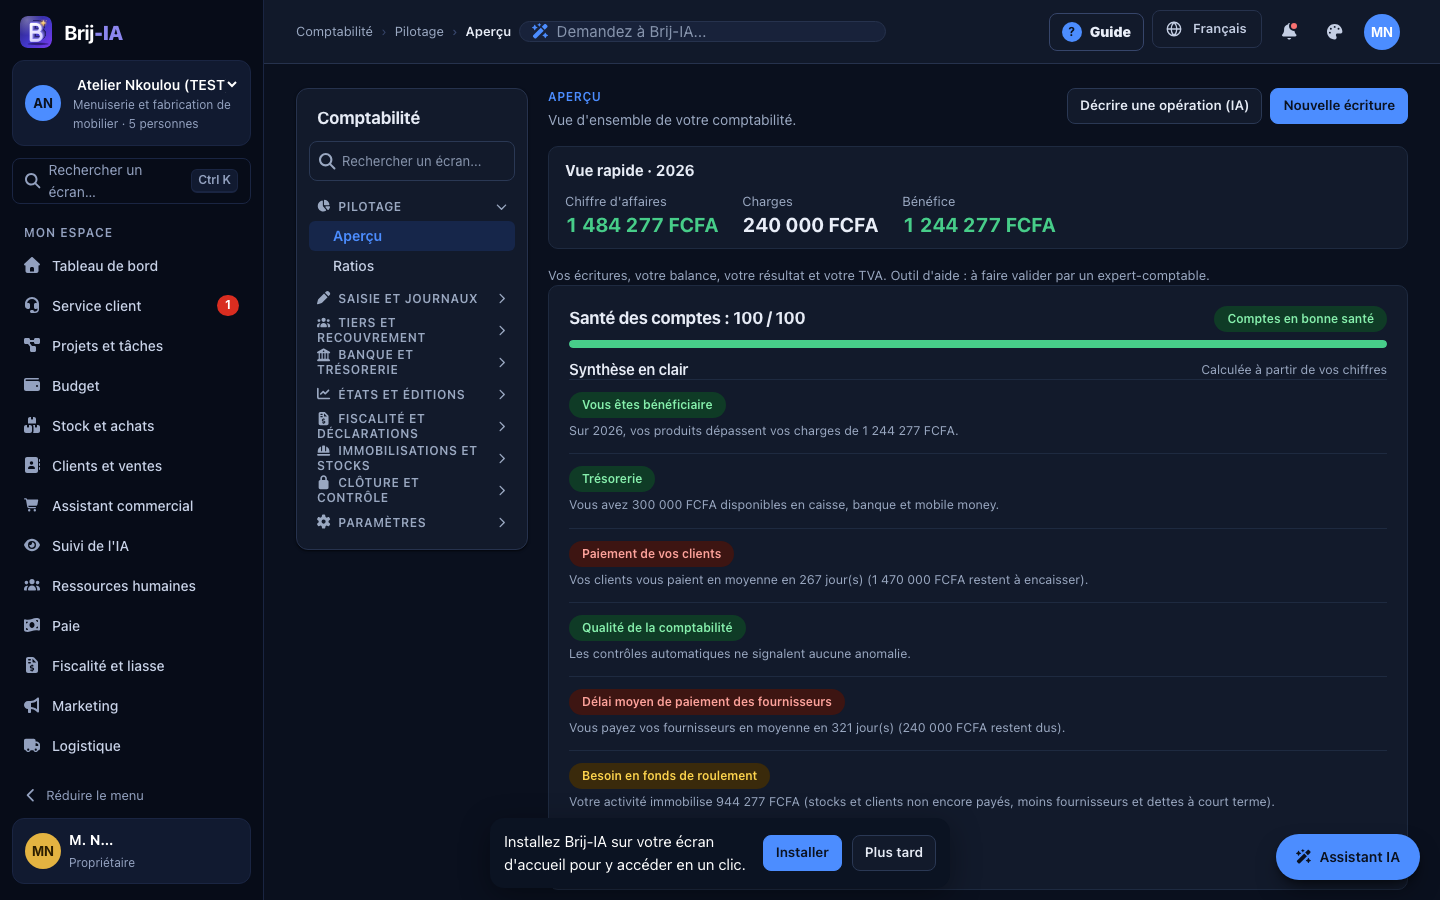 Brij-IA
Atelier Nkoulou (TEST
AN
Menuiserie et fabrication de
mobilier · 5 personnes
Rechercher un
écran...
Ctrl K
MON ESPACE
Tableau de bord
Service client
1
Projets et tâches
Budget
Stock et achats
Clients et ventes
Assistant commercial
Suivi de l'IA
Ressources humaines
Paie
Fiscalité et liasse
Marketing
Logistique
Réduire le menu
MN
M. N...
Propriétaire
Comptabilité › Pilotage › Aperçu
Demandez à Brij-IA...
? Guide
Français
MN
Comptabilité
Rechercher un écran...
PILOTAGE
Aperçu
Ratios
SAISIE ET JOURNAUX
TIERS ET
RECOUVREMENT
BANQUE ET
TRÉSORERIE
ÉTATS ET ÉDITIONS
FISCALITÉ ET
DÉCLARATIONS
IMMOBILISATIONS ET
STOCKS
CLÔTURE ET
CONTRÔLE
PARAMÈTRES
APERÇU
Vue d'ensemble de votre comptabilité.
Décrire une opération (IA)
Nouvelle écriture
Vue rapide · 2026
Chiffre d'affaires
1 484 277 FCFA
Charges
240 000 FCFA
Bénéfice
1 244 277 FCFA
Vos écritures, votre balance, votre résultat et votre TVA. Outil d'aide : à faire valider par un expert-comptable.
Santé des comptes : 100 / 100
Comptes en bonne santé
Synthèse en clair
Calculée à partir de vos chiffres
Vous êtes bénéficiaire
Sur 2026, vos produits dépassent vos charges de 1 244 277 FCFA.
Trésorerie
Vous avez 300 000 FCFA disponibles en caisse, banque et mobile money.
Paiement de vos clients
Vos clients vous paient en moyenne en 267 jour(s) (1 470 000 FCFA restent à encaisser).
Qualité de la comptabilité
Les contrôles automatiques ne signalent aucune anomalie.
Délai moyen de paiement des fournisseurs
Vous payez vos fournisseurs en moyenne en 321 jour(s) (240 000 FCFA restent dus).
Besoin en fonds de roulement
Votre activité immobilise 944 277 FCFA (stocks et clients non encore payés, moins fournisseurs et dettes à court terme).
Installez Brij-IA sur votre écran
d'accueil pour y accéder en un clic.
Installer
Plus tard
Assistant IA